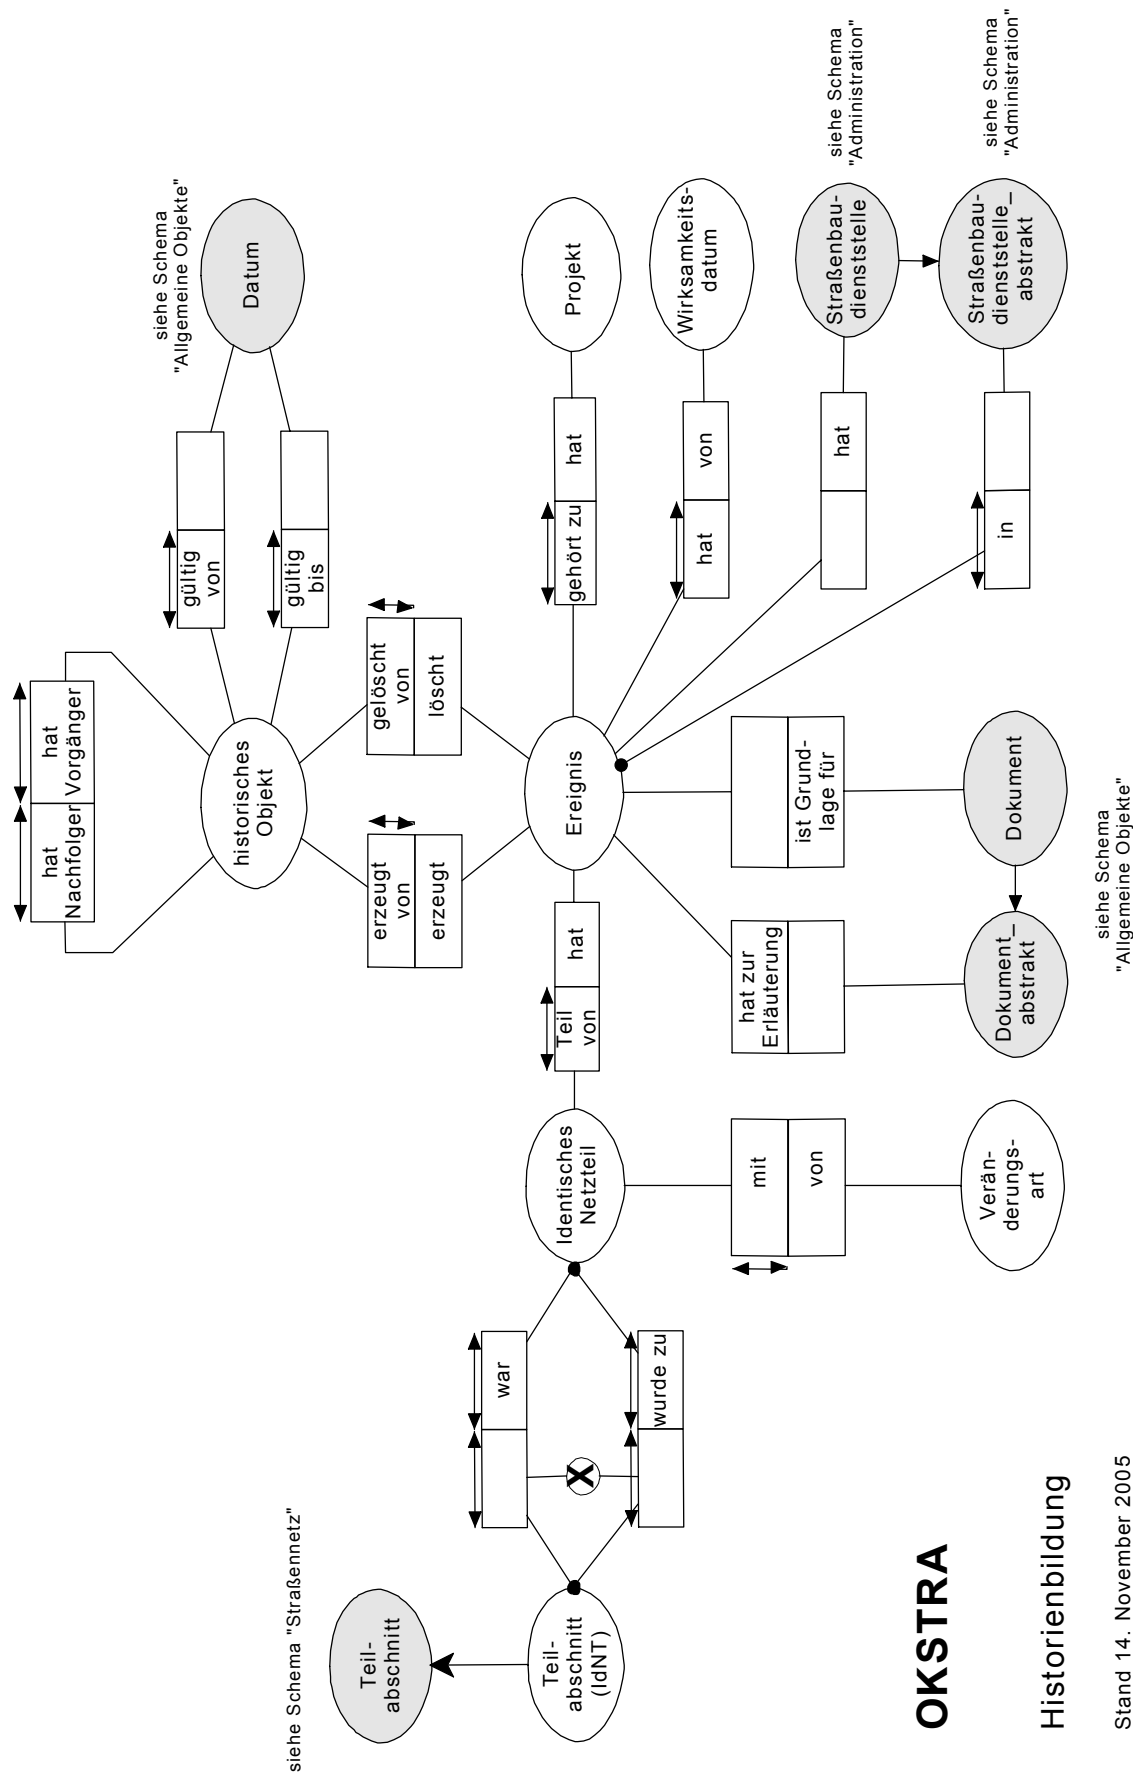 siehe Schema "Straßennetz"
Teil-
abschnitt
Teil-
abschnitt
(IdNT)
war
wurde zu
X
Identisches
Netzteil
mit
von
Verän-
derungs-
art
Teil
von
hat
hat
Nachfolger
hat
Vorgänger
historisches
Objekt
gültig
von
gültig
bis
siehe Schema
"Allgemeine Objekte"
Datum
erzeugt
von
erzeugt
gelöscht
von
löscht
Ereignis
gehört zu
hat
Projekt
hat
von
Wirksamkeits-
datum
hat
Straßenbau-
dienststelle
siehe Schema
"Administration"
in
Straßenbau-
dienststelle_
abstrakt
siehe Schema
"Administration"
hat zur
Erläuterung
ist Grund-
lage für
Dokument_
abstrakt
Dokument
siehe Schema
"Allgemeine Objekte"
OKSTRA
Historienbildung
Stand 14. November 2005